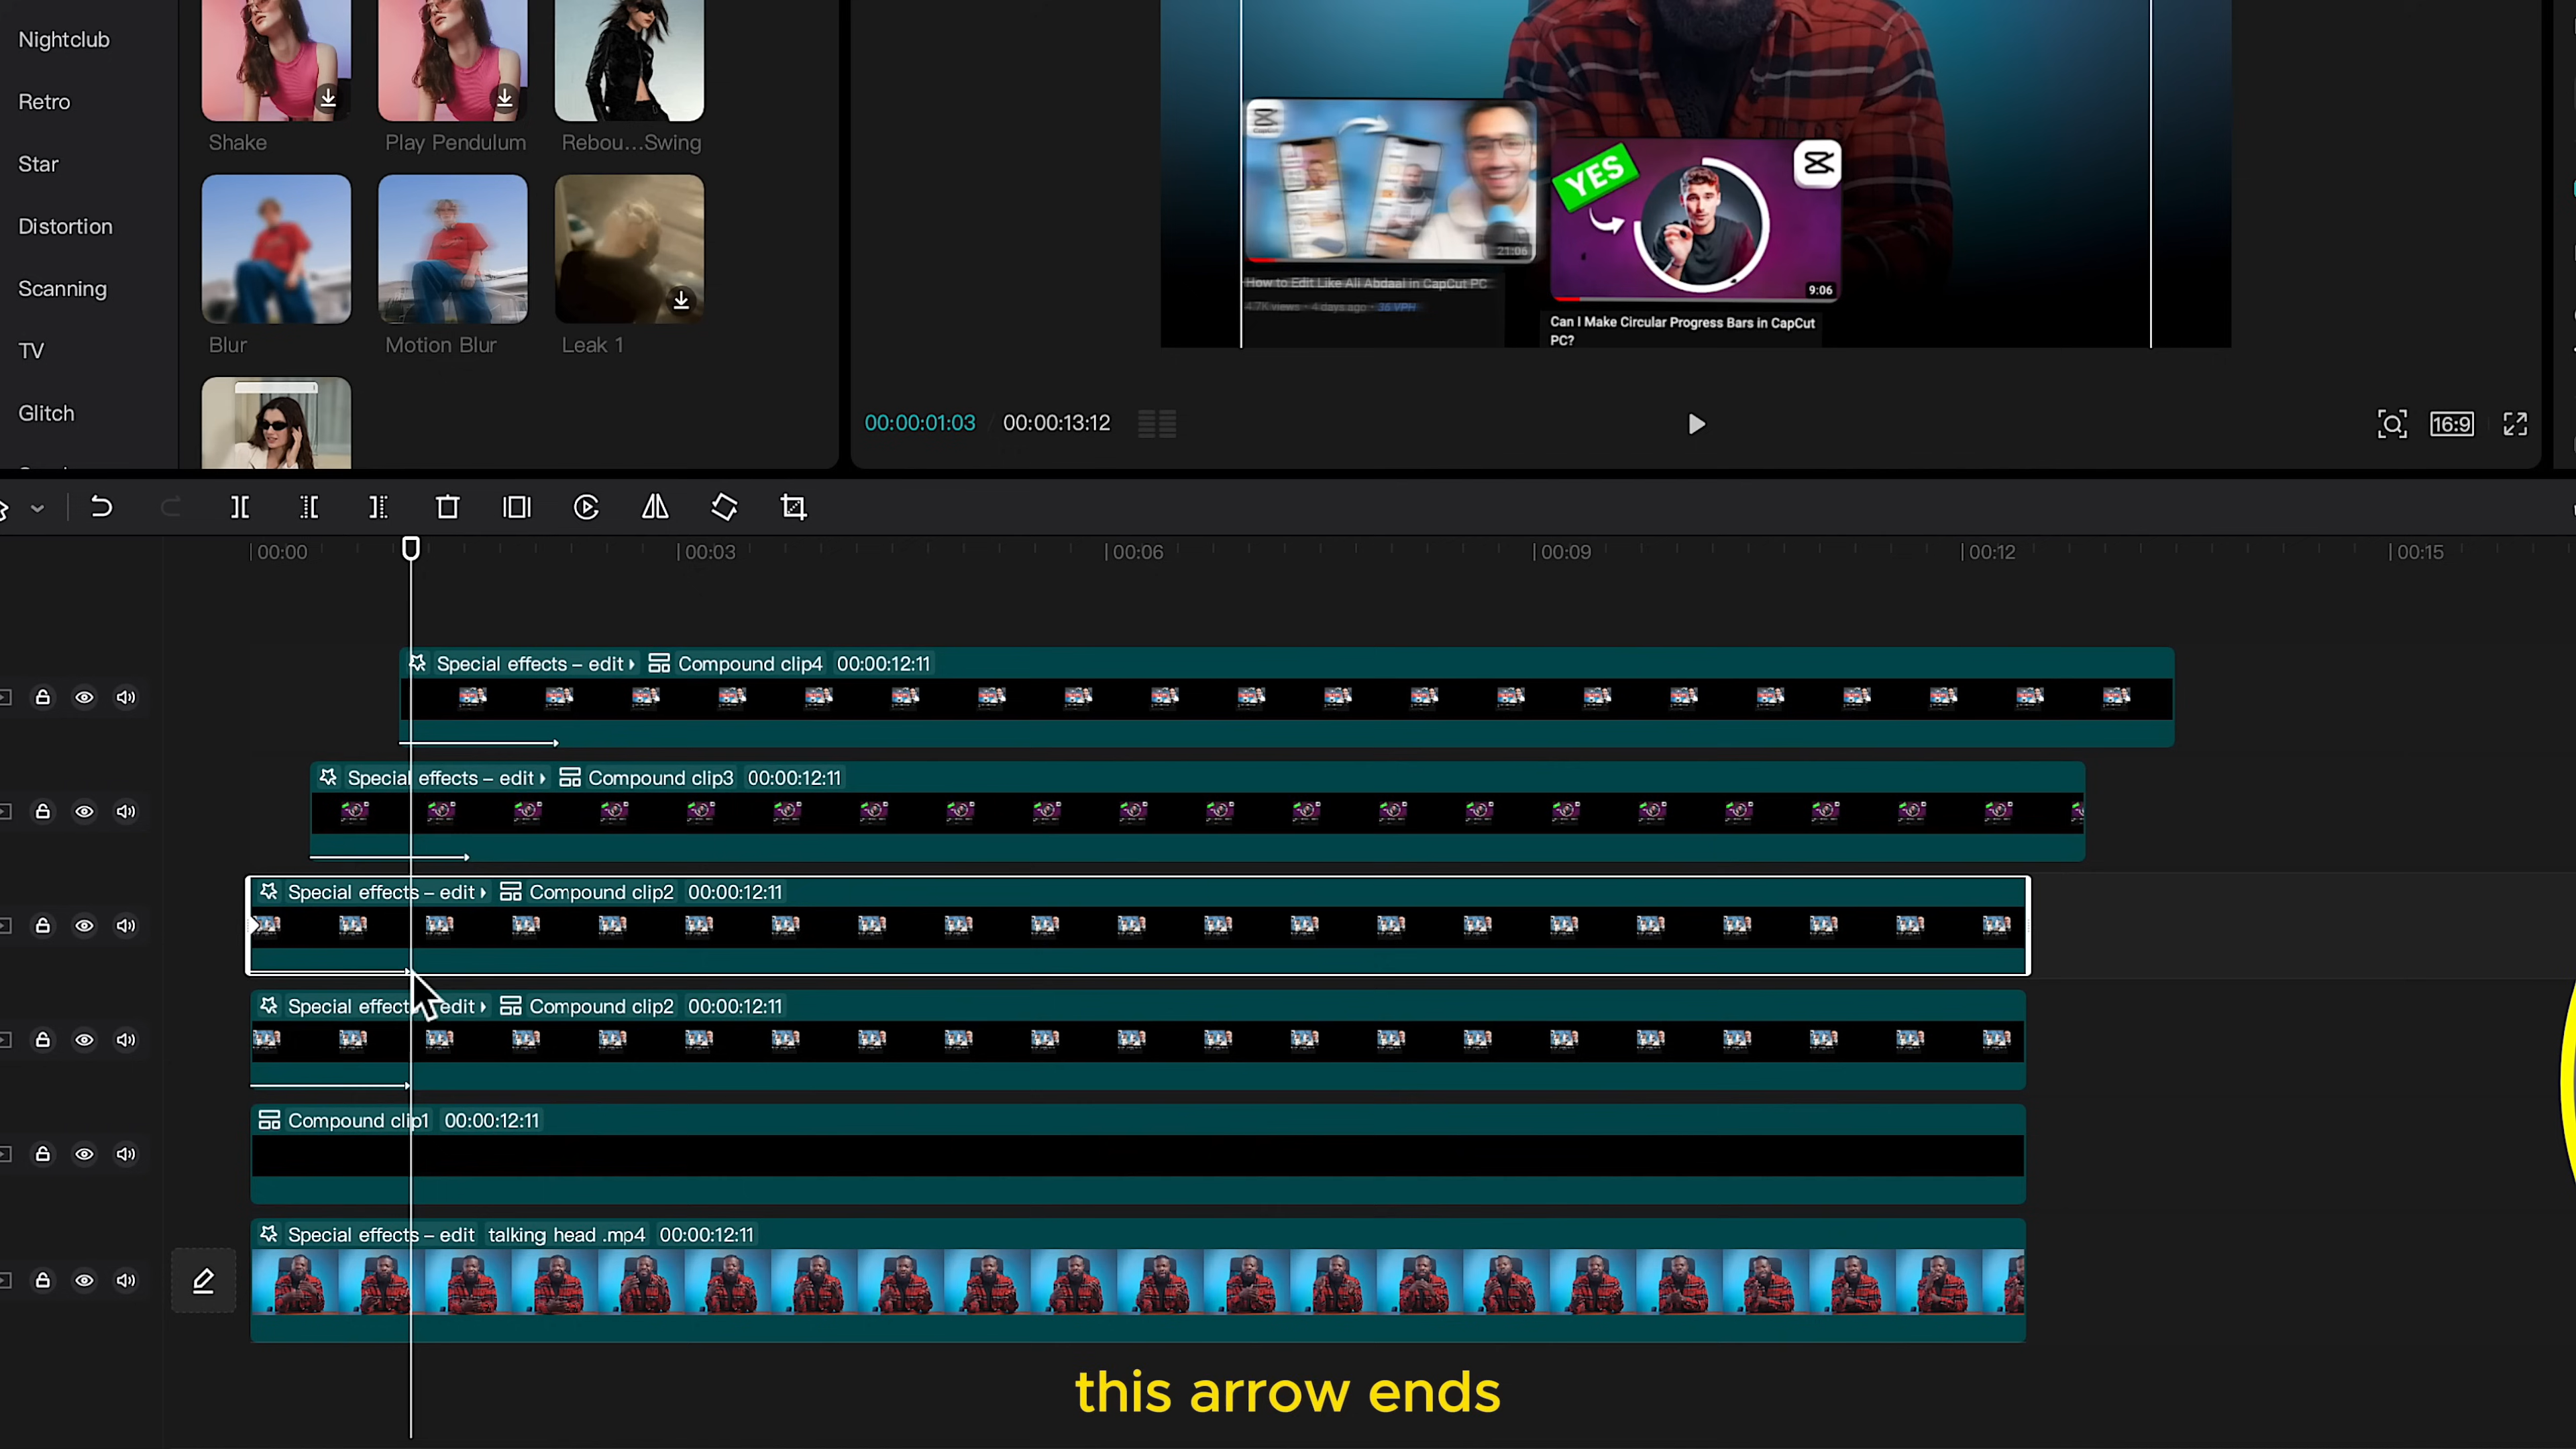 Nightclub
Retro
Star
Distortion
Scanning
TV
Glitch
Shake
Play Pendulum
Rebou...Swing
Blur
Motion Blur
Leak 1
CapCut
21:06
How to Edit Like Ali Abdaal in CapCut PC
4.7K views • 4 days ago • 36 VPH
YES
9:06
Can I Make Circular Progress Bars in CapCut
PC?
00:00:01:03 / 00:00:13:12
16:9
00:00
00:03
00:06
00:09
00:12
00:15
Special effects – edit Compound clip4 00:00:12:11
Special effects – edit Compound clip3 00:00:12:11
Special effects – edit Compound clip2 00:00:12:11
Special effects – edit Compound clip2 00:00:12:11
Compound clip1 00:00:12:11
Special effects – edit talking head .mp4 00:00:12:11
this arrow ends